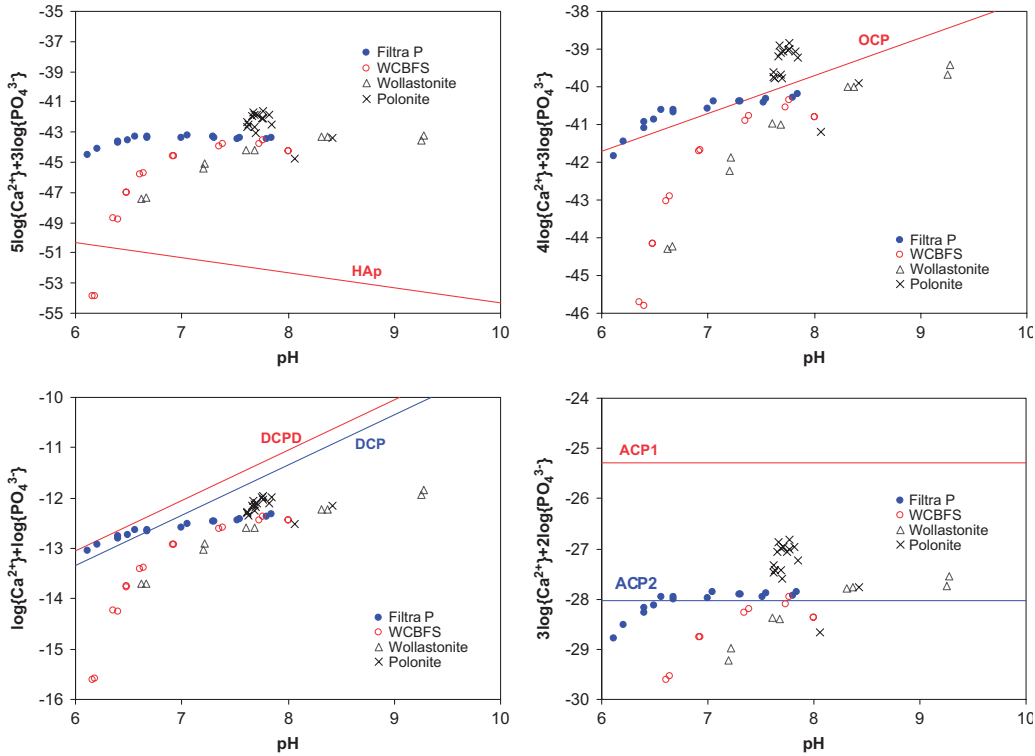 -35
-37
-39
-41
-43
-45
-47
-49
-51
-53
-55
5log{Ca²⁺}+3log{PO₄³⁻}
Filtra P
WCBFS
Wollastonite
Polonite
HAp
6 7 8 9 10
pH
-38
-39
-40
-41
-42
-43
-44
-45
-46
4log{Ca²⁺}+3log{PO₄³⁻}
OCP
Filtra P
WCBFS
Wollastonite
Polonite
6 7 8 9 10
pH
-10
-11
-12
-13
-14
-15
-16
log{Ca²⁺}+log{PO₄³⁻}
DCPD
DCP
Filtra P
WCBFS
Wollastonite
Polonite
6 7 8 9 10
pH
-24
-25
-26
-27
-28
-29
-30
3log{Ca²⁺}+2log{PO₄³⁻}
ACP1
Filtra P
WCBFS
Wollastonite
Polonite
ACP2
6 7 8 9 10
pH